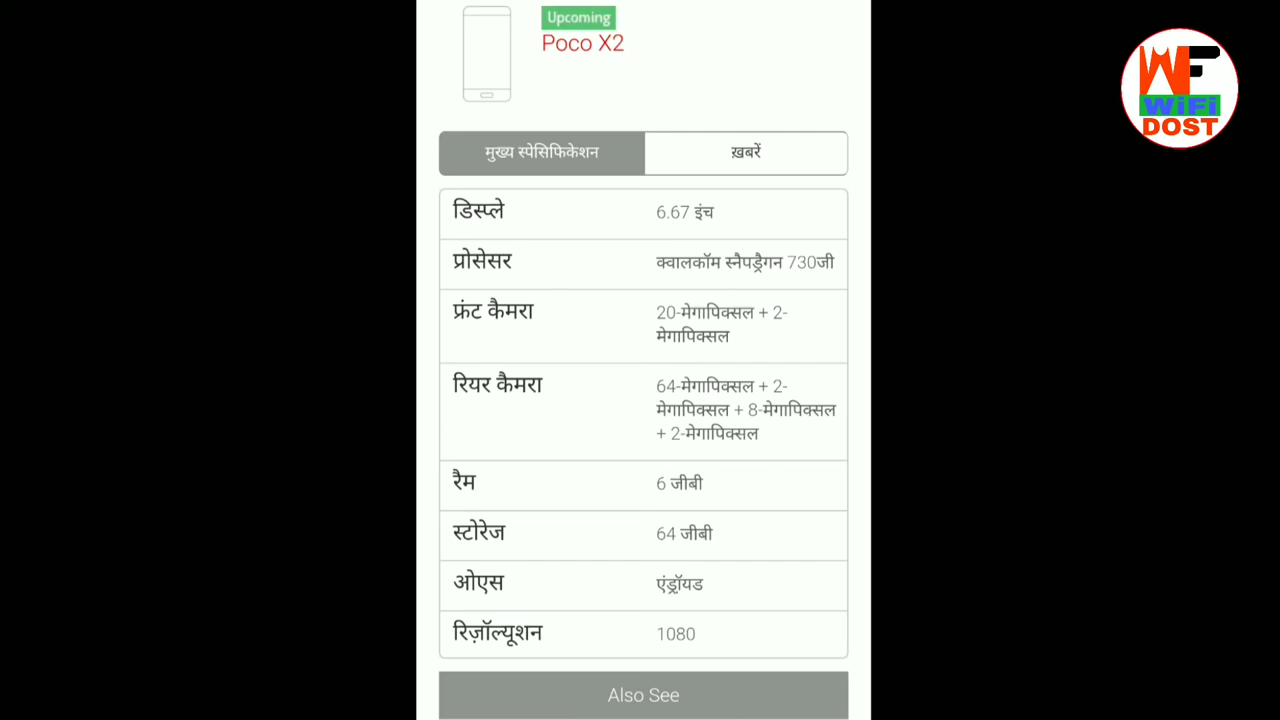 Upcoming
Poco X2
WF
WiFi
DOST
मुख्य स्पेसिफिकेशन
ख़बरें
डिस्प्ले
6.67 इंच
प्रोसेसर
क्वालकॉम स्नैपड्रैगन 730जी
फ्रंट कैमरा
20-मेगापिक्सल + 2-
मेगापिक्सल
रियर कैमरा
64-मेगापिक्सल + 2-
मेगापिक्सल + 8-मेगापिक्सल
+ 2-मेगापिक्सल
रैम
6 जीबी
स्टोरेज
64 जीबी
ओएस
एंड्रॉयड
रिज़ॉल्यूशन
1080
Also See